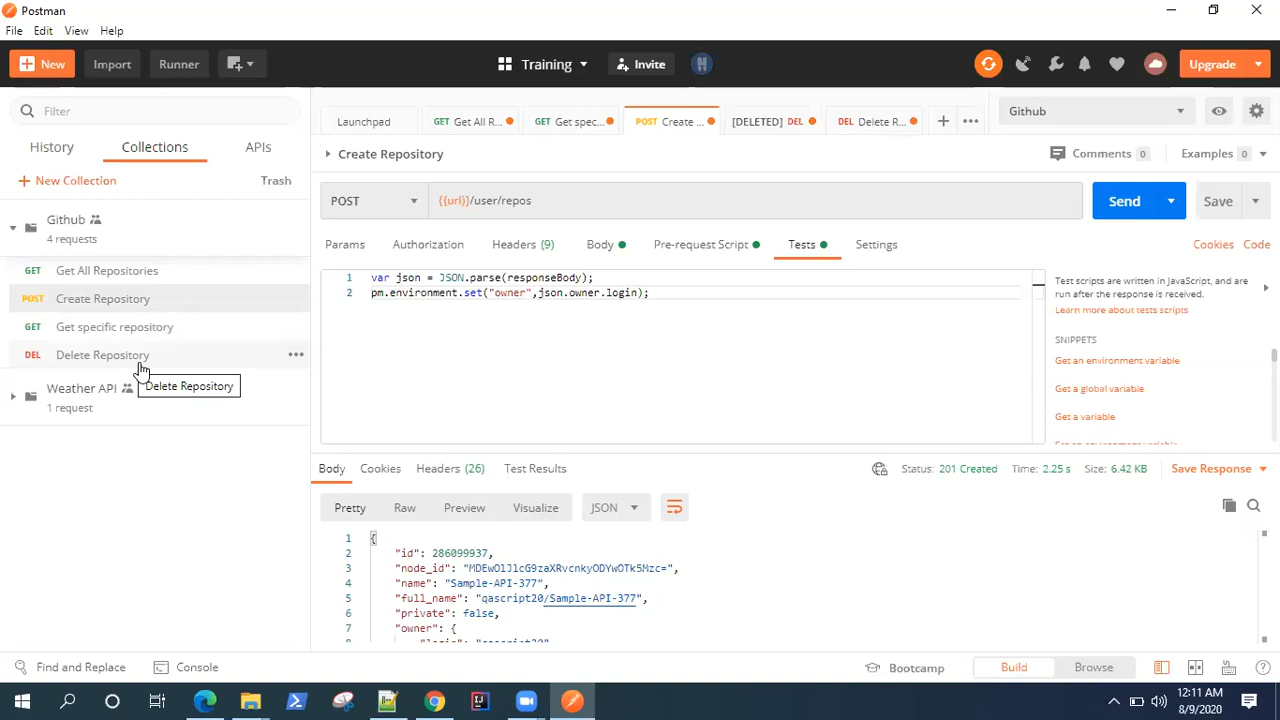 Postman
File Edit View Help
New Import Runner Training Invite Upgrade
Filter
History Collections APIs
New Collection Trash
Github
4 requests
GET Get All Repositories
POST Create Repository
GET Get specific repository
DEL Delete Repository
Delete Repository
Weather API
1 request
Launchpad GET Get All R... GET Get spec... POST Create ... [DELETED] DEL DEL Delete R... Github
Create Repository Comments 0 Examples 0
POST {{url}}/user/repos Send Save
Params Authorization Headers (9) Body Pre-request Script Tests Settings Cookies Code
1 var json = JSON.parse(responseBody);
2 pm.environment.set("owner",json.owner.login);
Test scripts are written in JavaScript, and are
run after the response is received.
Learn more about tests scripts
SNIPPETS
Get an environment variable
Get a global variable
Get a variable
Set an environment variable
Body Cookies Headers (26) Test Results Status: 201 Created Time: 2.25 s Size: 6.42 KB Save Response
Pretty Raw Preview Visualize JSON
1 {
2 "id": 286099937,
3 "node_id": "MDEwOlJlcG9zaXRvcnkyODYwOTk5Mzc=",
4 "name": "Sample-API-377",
5 "full_name": "qascript20/Sample-API-377",
6 "private": false,
7 "owner": {
8 "login": "qascript20"
Find and Replace Console Bootcamp Build Browse
12:11 AM
8/9/2020